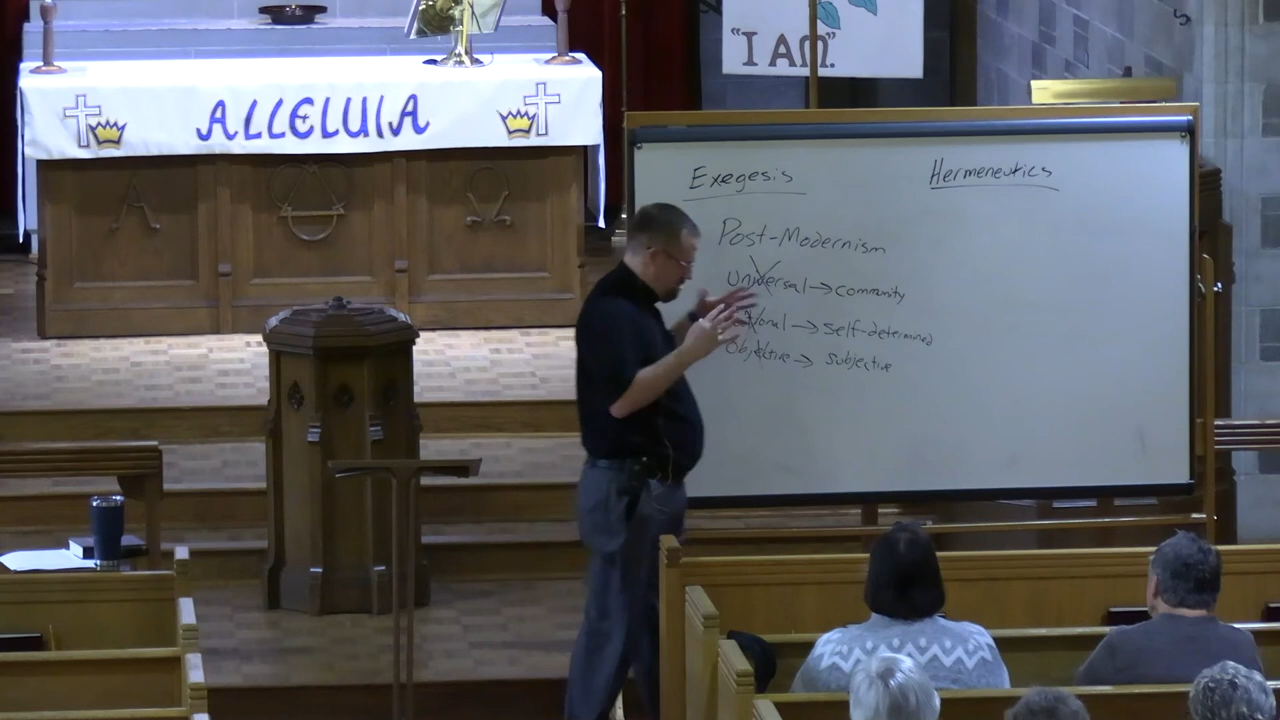 "I AM".
ALLELUIA
Α Ω
Exegesis
Hermeneutics
Post-Modernism
Universal → community
→ self-determined
Objective → subjective